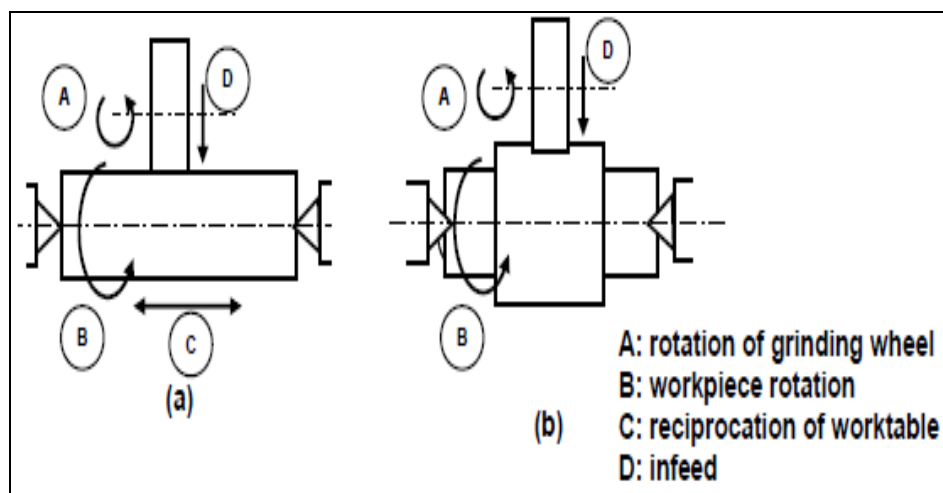 A
D
B
C
(a)
A
D
B
(b)
A: rotation of grinding wheel
B: workpiece rotation
C: reciprocation of worktable
D: infeed